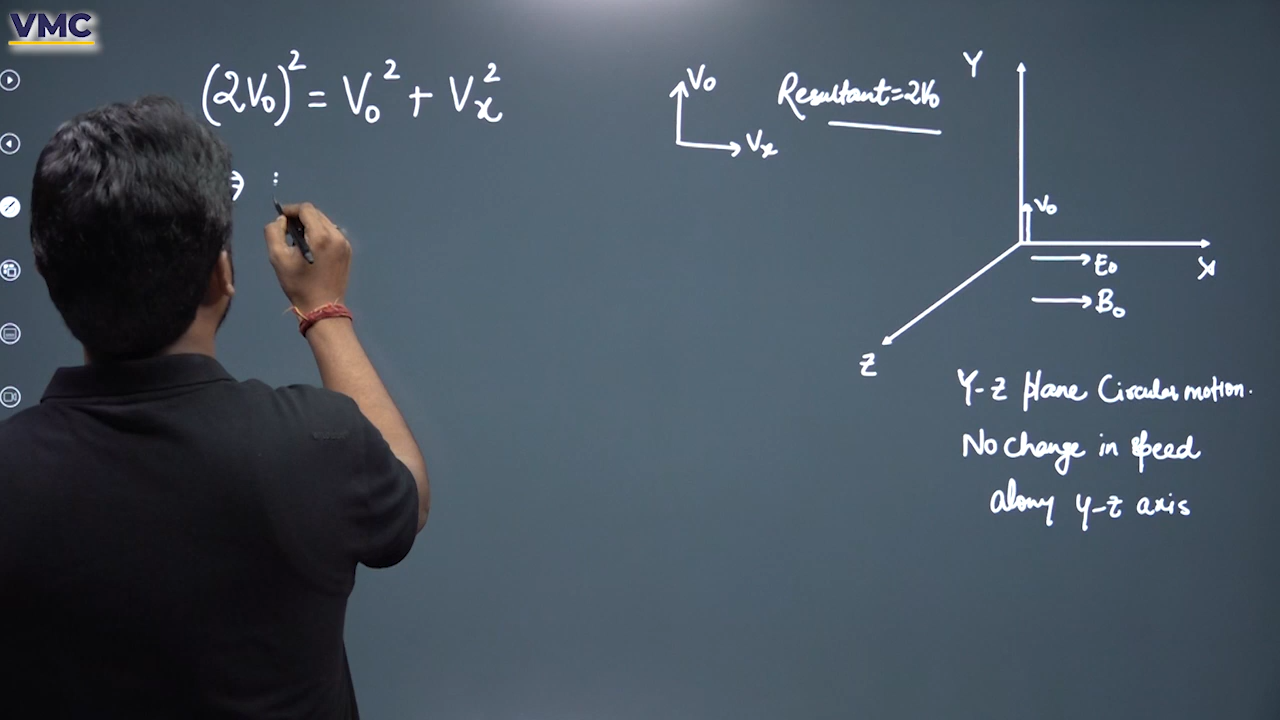 VMC
(2V₀)² = V₀² + Vₓ²
⇒
V₀
Vₓ
Resultant = 2V₀
Y
V₀
X
E₀
B₀
Z
Y-Z plane Circular motion.
No change in speed
along y-z axis